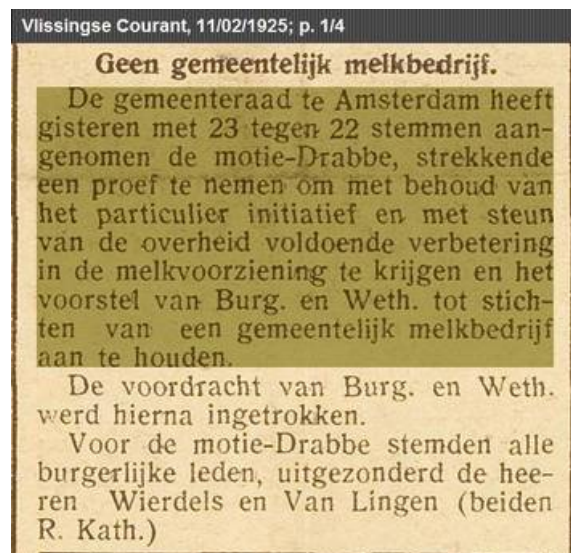 Vlissingse Courant, 11/02/1925; p. 1/4
Geen gemeentelijk melkbedrijf.
De gemeenteraad te Amsterdam heeft
gisteren met 23 tegen 22 stemmen aan-
genomen de motie-Drabbe, strekkende
een proef te nemen om met behoud van
het particulier initiatief en met steun
van de overheid voldoende verbetering
in de melkvoorziening te krijgen en het
voorstel van Burg. en Weth. tot stich-
ten van een gemeentelijk melkbedrijf
aan te houden.
De voordracht van Burg. en Weth.
werd hierna ingetrokken.
Voor de motie-Drabbe stemden alle
burgerlijke leden, uitgezonderd de hee-
ren Wierdels en Van Lingen (beiden
R. Kath.)